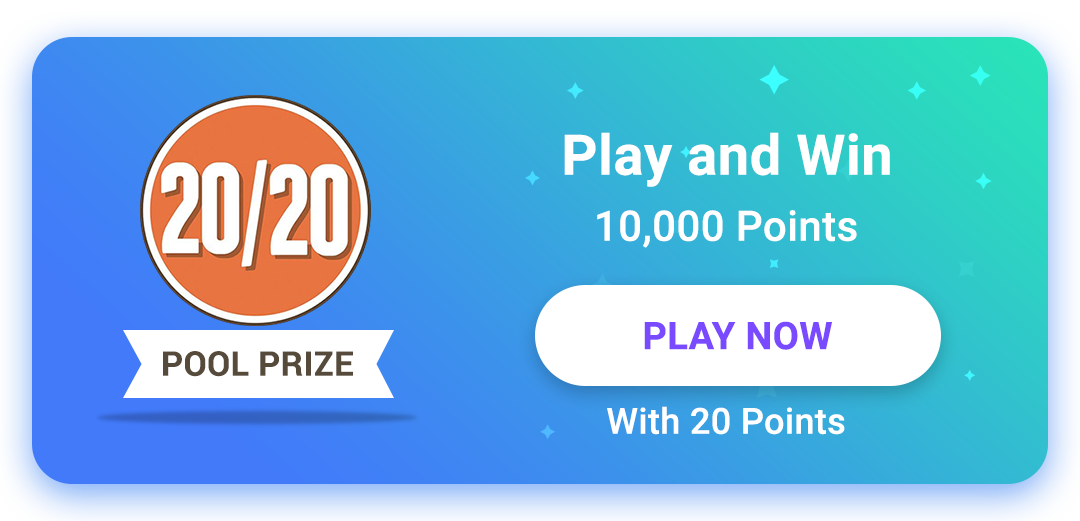 20/20
POOL PRIZE
Play and Win
10,000 Points
PLAY NOW
With 20 Points